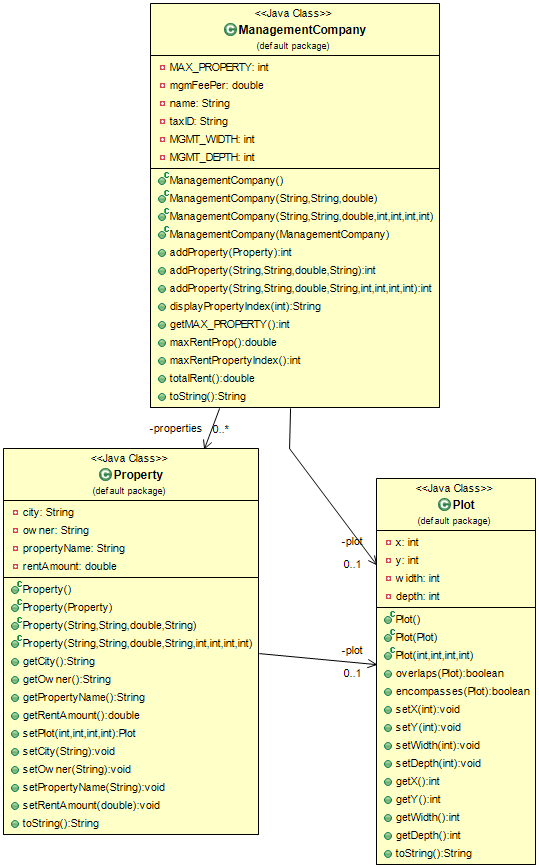 <<Java Class>>
ManagementCompany
(default package)
MAX_PROPERTY: int
mgmFeePer: double
name: String
taxID: String
MGMT_WIDTH: int
MGMT_DEPTH: int
ManagementCompany()
ManagementCompany(String,String,double)
ManagementCompany(String,String,double,int,int,int,int)
ManagementCompany(ManagementCompany)
addProperty(Property):int
addProperty(String,String,double,String):int
addProperty(String,String,double,String,int,int,int,int):int
displayPropertyIndex(int):String
getMAX_PROPERTY():int
maxRentProp():double
maxRentPropertyIndex():int
totalRent():double
toString():String
-properties 0..*
<<Java Class>>
Property
(default package)
city: String
owner: String
propertyName: String
rentAmount: double
Property()
Property(Property)
Property(String,String,double,String)
Property(String,String,double,String,int,int,int,int)
getCity():String
getOwner():String
getPropertyName():String
getRentAmount():double
setPlot(int,int,int,int):Plot
setCity(String):void
setOwner(String):void
setPropertyName(String):void
setRentAmount(double):void
toString():String
-plot
0..1
-plot
0..1
<<Java Class>>
Plot
(default package)
x: int
y: int
width: int
depth: int
Plot()
Plot(Plot)
Plot(int,int,int,int)
overlaps(Plot):boolean
encompasses(Plot):boolean
setX(int):void
setY(int):void
setWidth(int):void
setDepth(int):void
getX():int
getY():int
getWidth():int
getDepth():int
toString():String